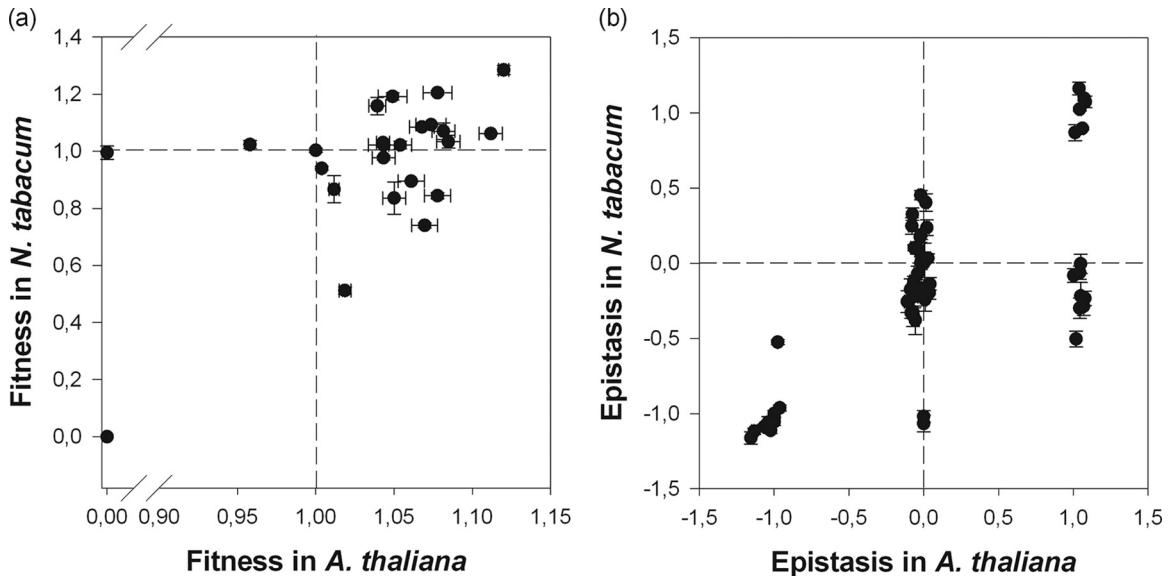 (a)
1,4
1,2
1,0
0,8
0,6
0,4
0,2
0,0
Fitness in N. tabacum
0,00 0,90 0,95 1,00 1,05 1,10 1,15
Fitness in A. thaliana
(b)
1,5
1,0
0,5
0,0
-0,5
-1,0
-1,5
Epistasis in N. tabacum
-1,5 -1,0 -0,5 0,0 0,5 1,0 1,5
Epistasis in A. thaliana